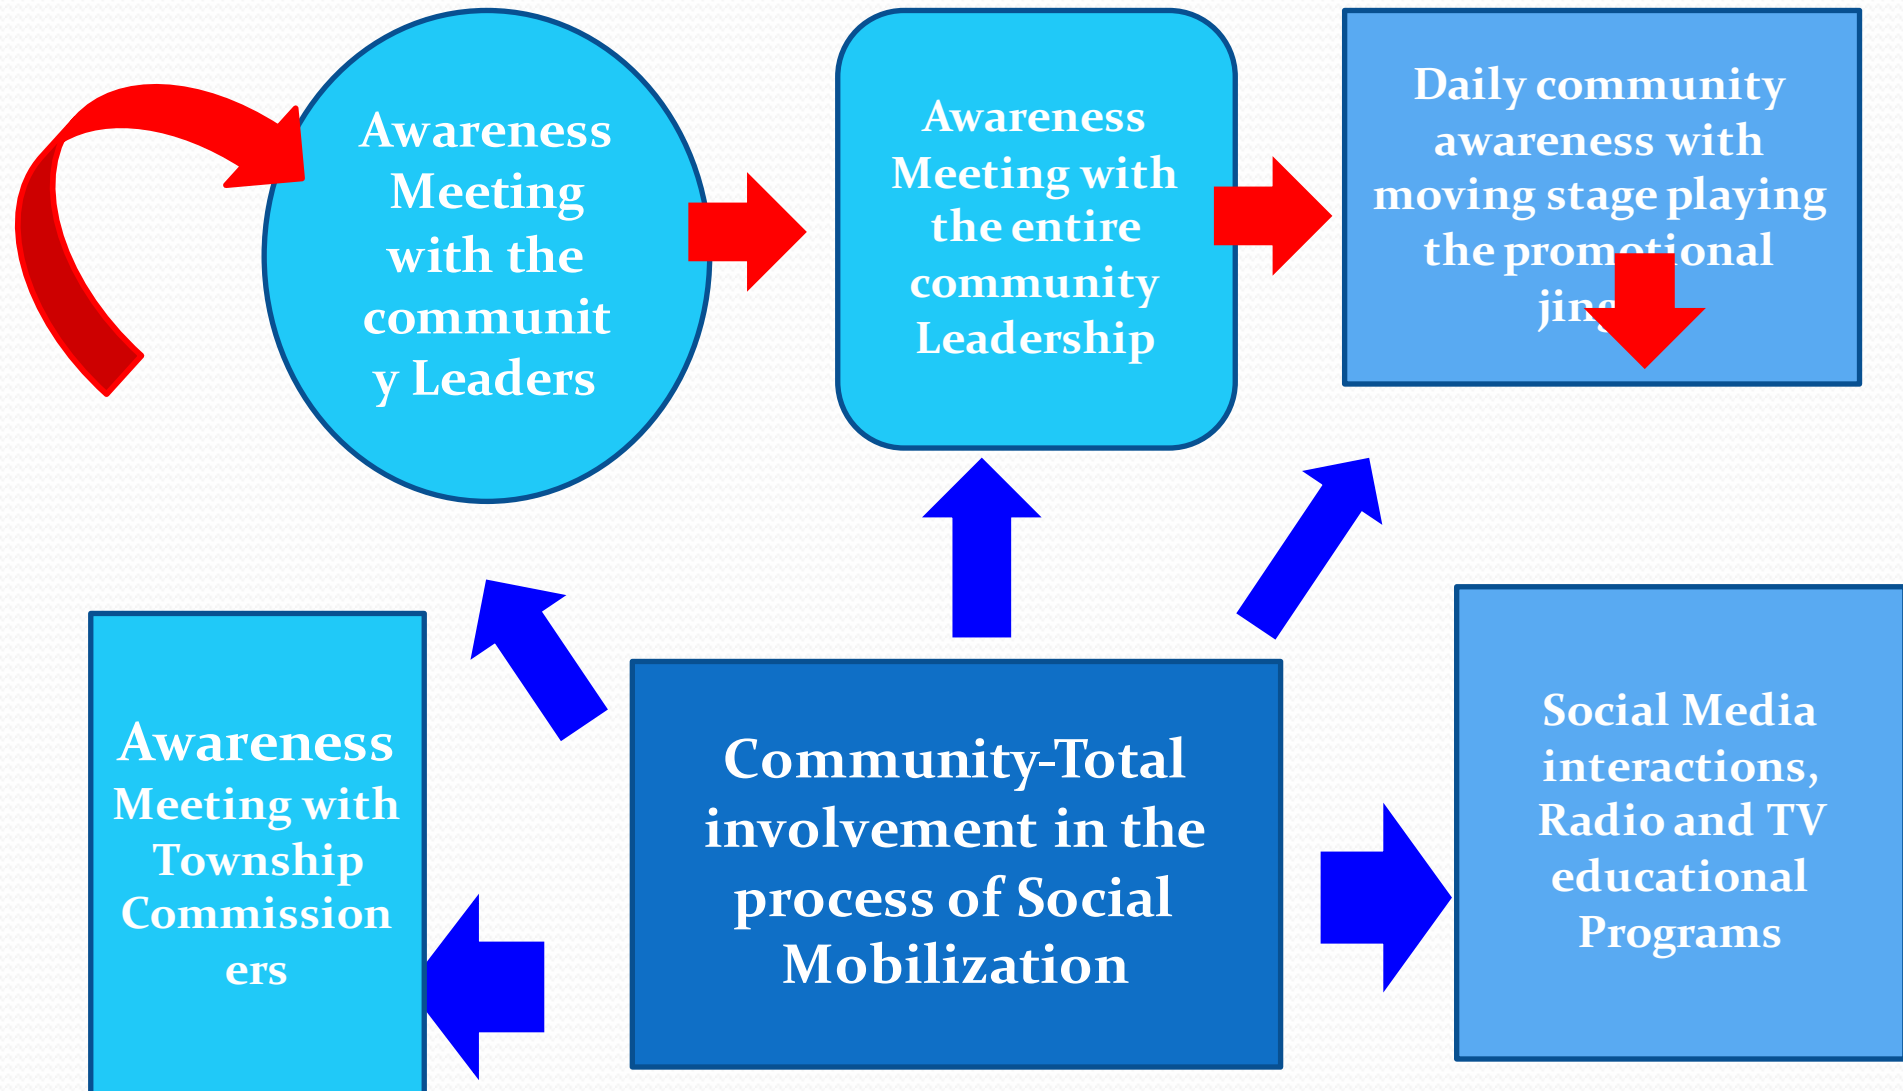 Awareness
Meeting
with the
communit
y Leaders
Awareness
Meeting with
the entire
community
Leadership
Daily community
awareness with
moving stage playing
the promotional
Awareness
Meeting with
Township
Commission
ers
Community-Total
involvement in the
process of Social
Mobilization
Social Media
interactions,
Radio and TV
educational
Programs